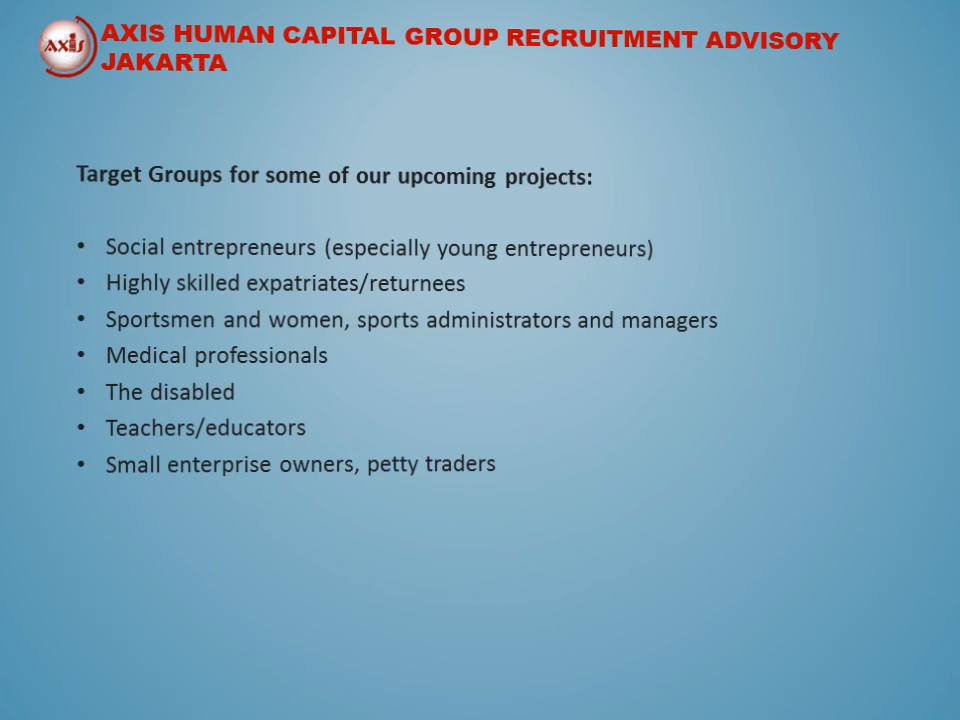 AXIS
AXIS HUMAN CAPITAL GROUP RECRUITMENT ADVISORY
JAKARTA
Target Groups for some of our upcoming projects:
• Social entrepreneurs (especially young entrepreneurs)
• Highly skilled expatriates/returnees
• Sportsmen and women, sports administrators and managers
• Medical professionals
• The disabled
• Teachers/educators
• Small enterprise owners, petty traders